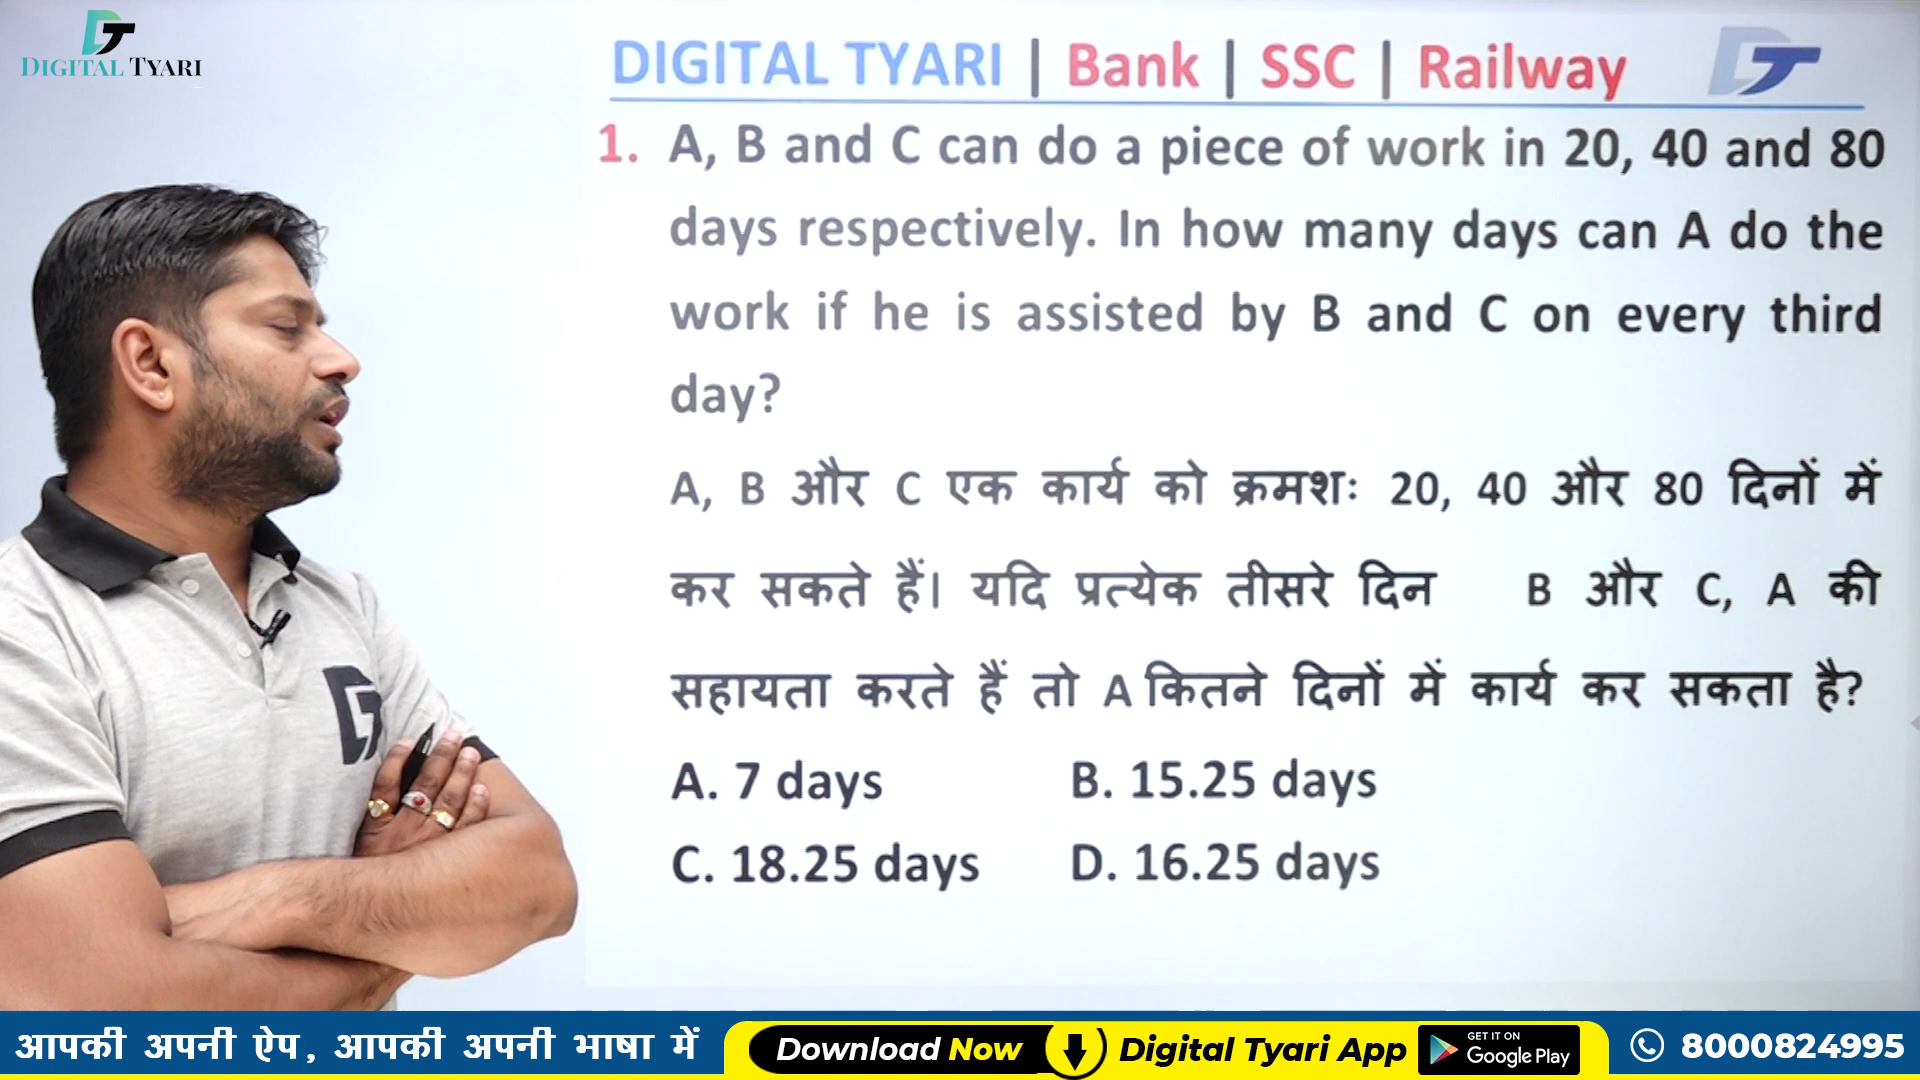 DIGITAL TYARI
DIGITAL TYARI | Bank | SSC | Railway
1. A, B and C can do a piece of work in 20, 40 and 80
days respectively. In how many days can A do the
work if he is assisted by B and C on every third
day?
A, B और C एक कार्य को क्रमशः 20, 40 और 80 दिनों में
कर सकते हैं। यदि प्रत्येक तीसरे दिन B और C, A की
सहायता करते हैं तो A कितने दिनों में कार्य कर सकता है?
A. 7 days B. 15.25 days
C. 18.25 days D. 16.25 days
आपकी अपनी ऐप, आपकी अपनी भाषा में
Download Now Digital Tyari App GET IT ON Google Play 8000824995